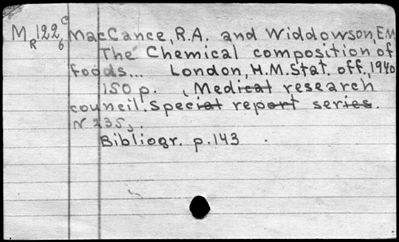 M R 122 C 6 MacCance, R.A. and Widdowson, E.M
The Chemical composition of
foods... London, H.M. Stat. off., 1940
150 p. (Medical research
council. Special report series.
N 235).
Bibliogr. p. 143